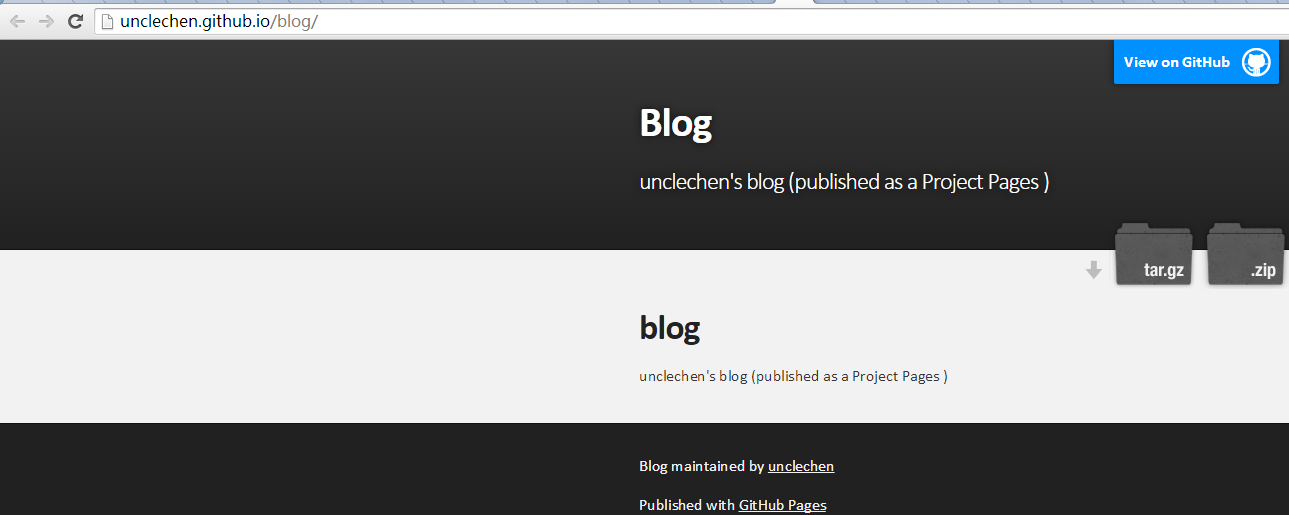 unclechen.github.io/blog/
View on GitHub
Blog
unclechen's blog (published as a Project Pages )
tar.gz
.zip
blog
unclechen's blog (published as a Project Pages )
Blog maintained by unclechen
Published with GitHub Pages